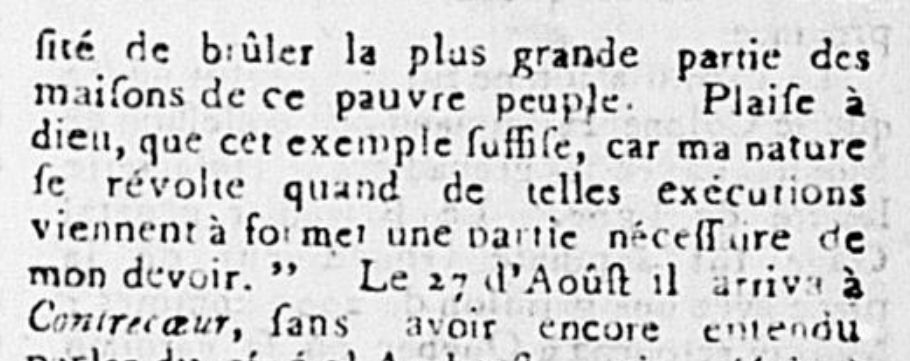 ſité de brûler la plus grande partie des
maiſons de ce pauvre peuple. Plaiſe à
dieu, que cet exemple ſuffiſe, car ma nature
ſe révolte quand de telles executions
viennent à former une partie néceſſaire de
mon devoir. ” Le 27 d'Aoûſt il arriva à
Contrecœur, ſans avoir encore entendu